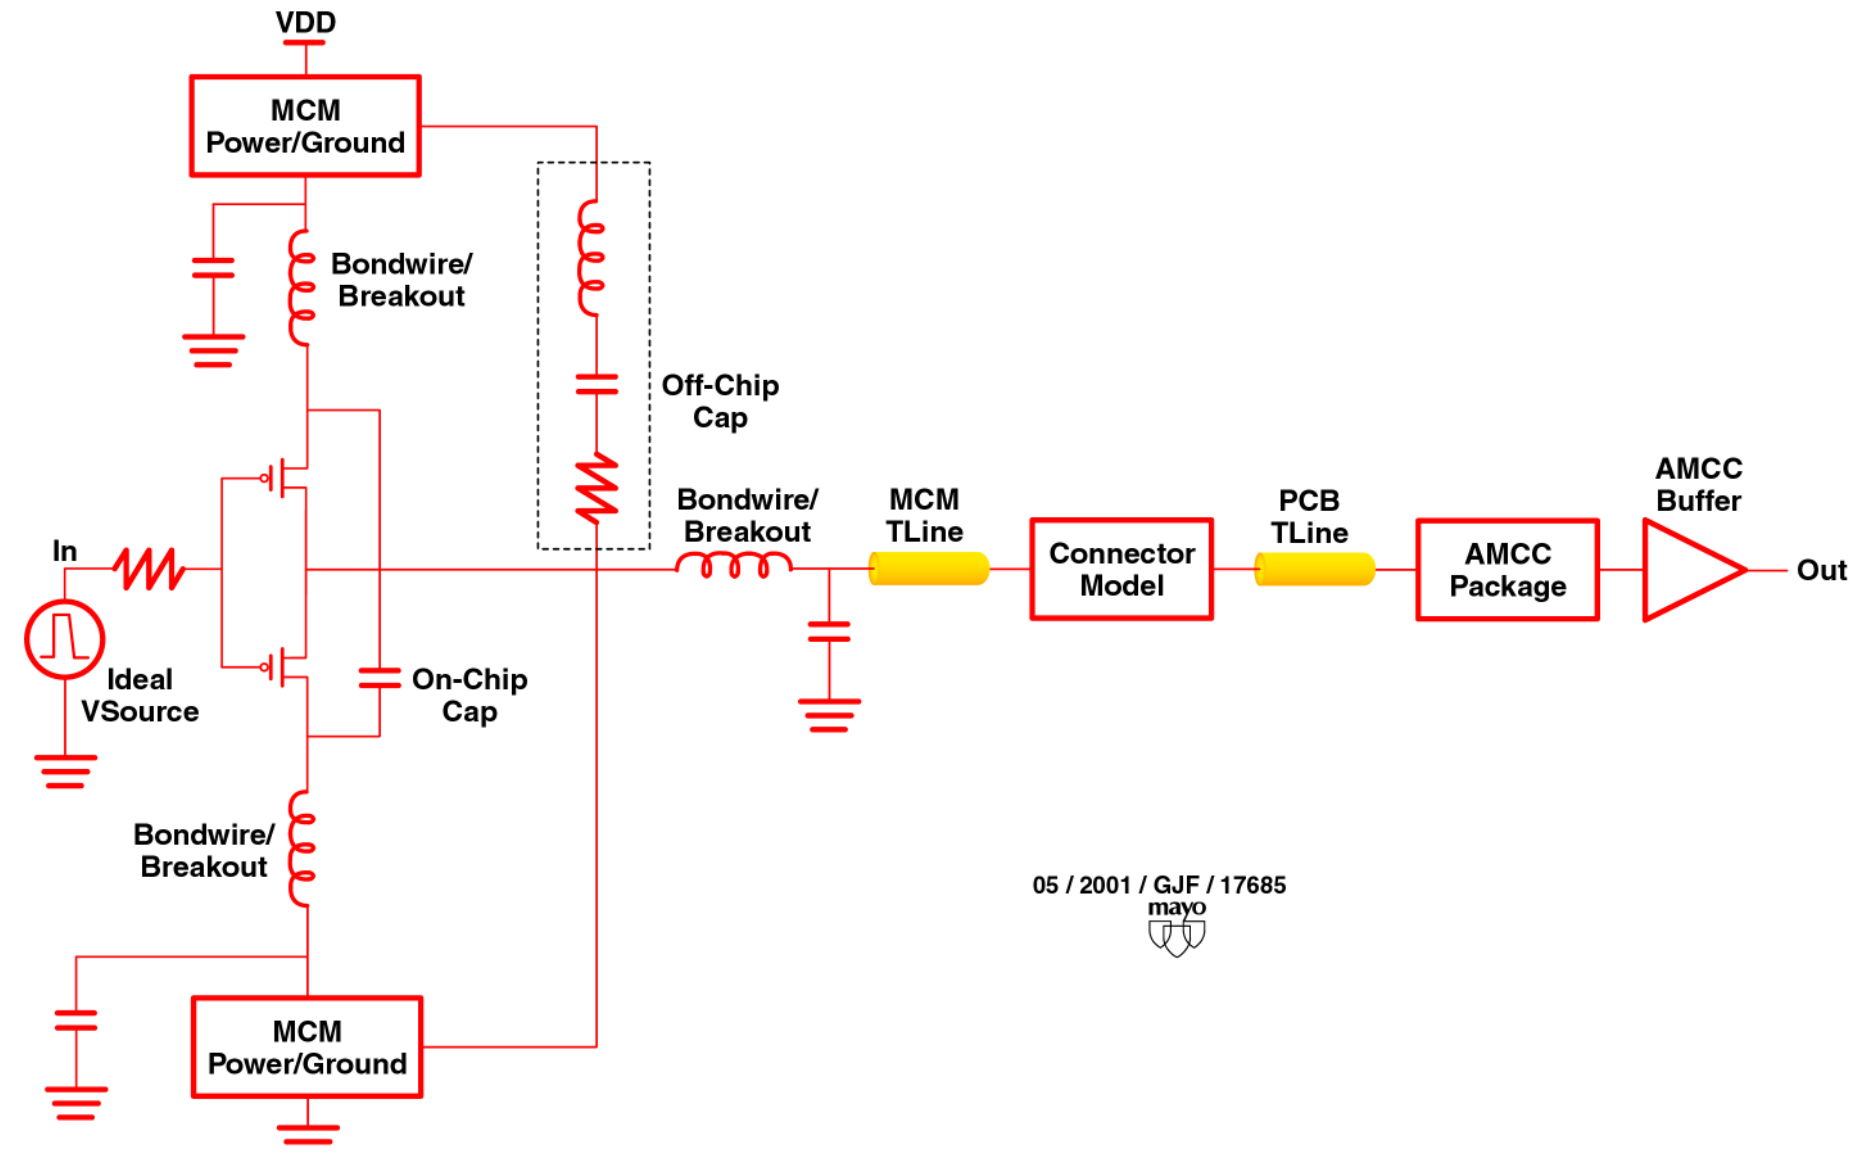 VDD
MCM
Power/Ground
Bondwire/
Breakout
Off-Chip
Cap
In
Ideal
VSource
On-Chip
Cap
Bondwire/
Breakout
MCM
TLine
Connector
Model
PCB
TLine
AMCC
Package
AMCC
Buffer
Out
Bondwire/
Breakout
MCM
Power/Ground
05 / 2001 / GJF / 17685
mayo